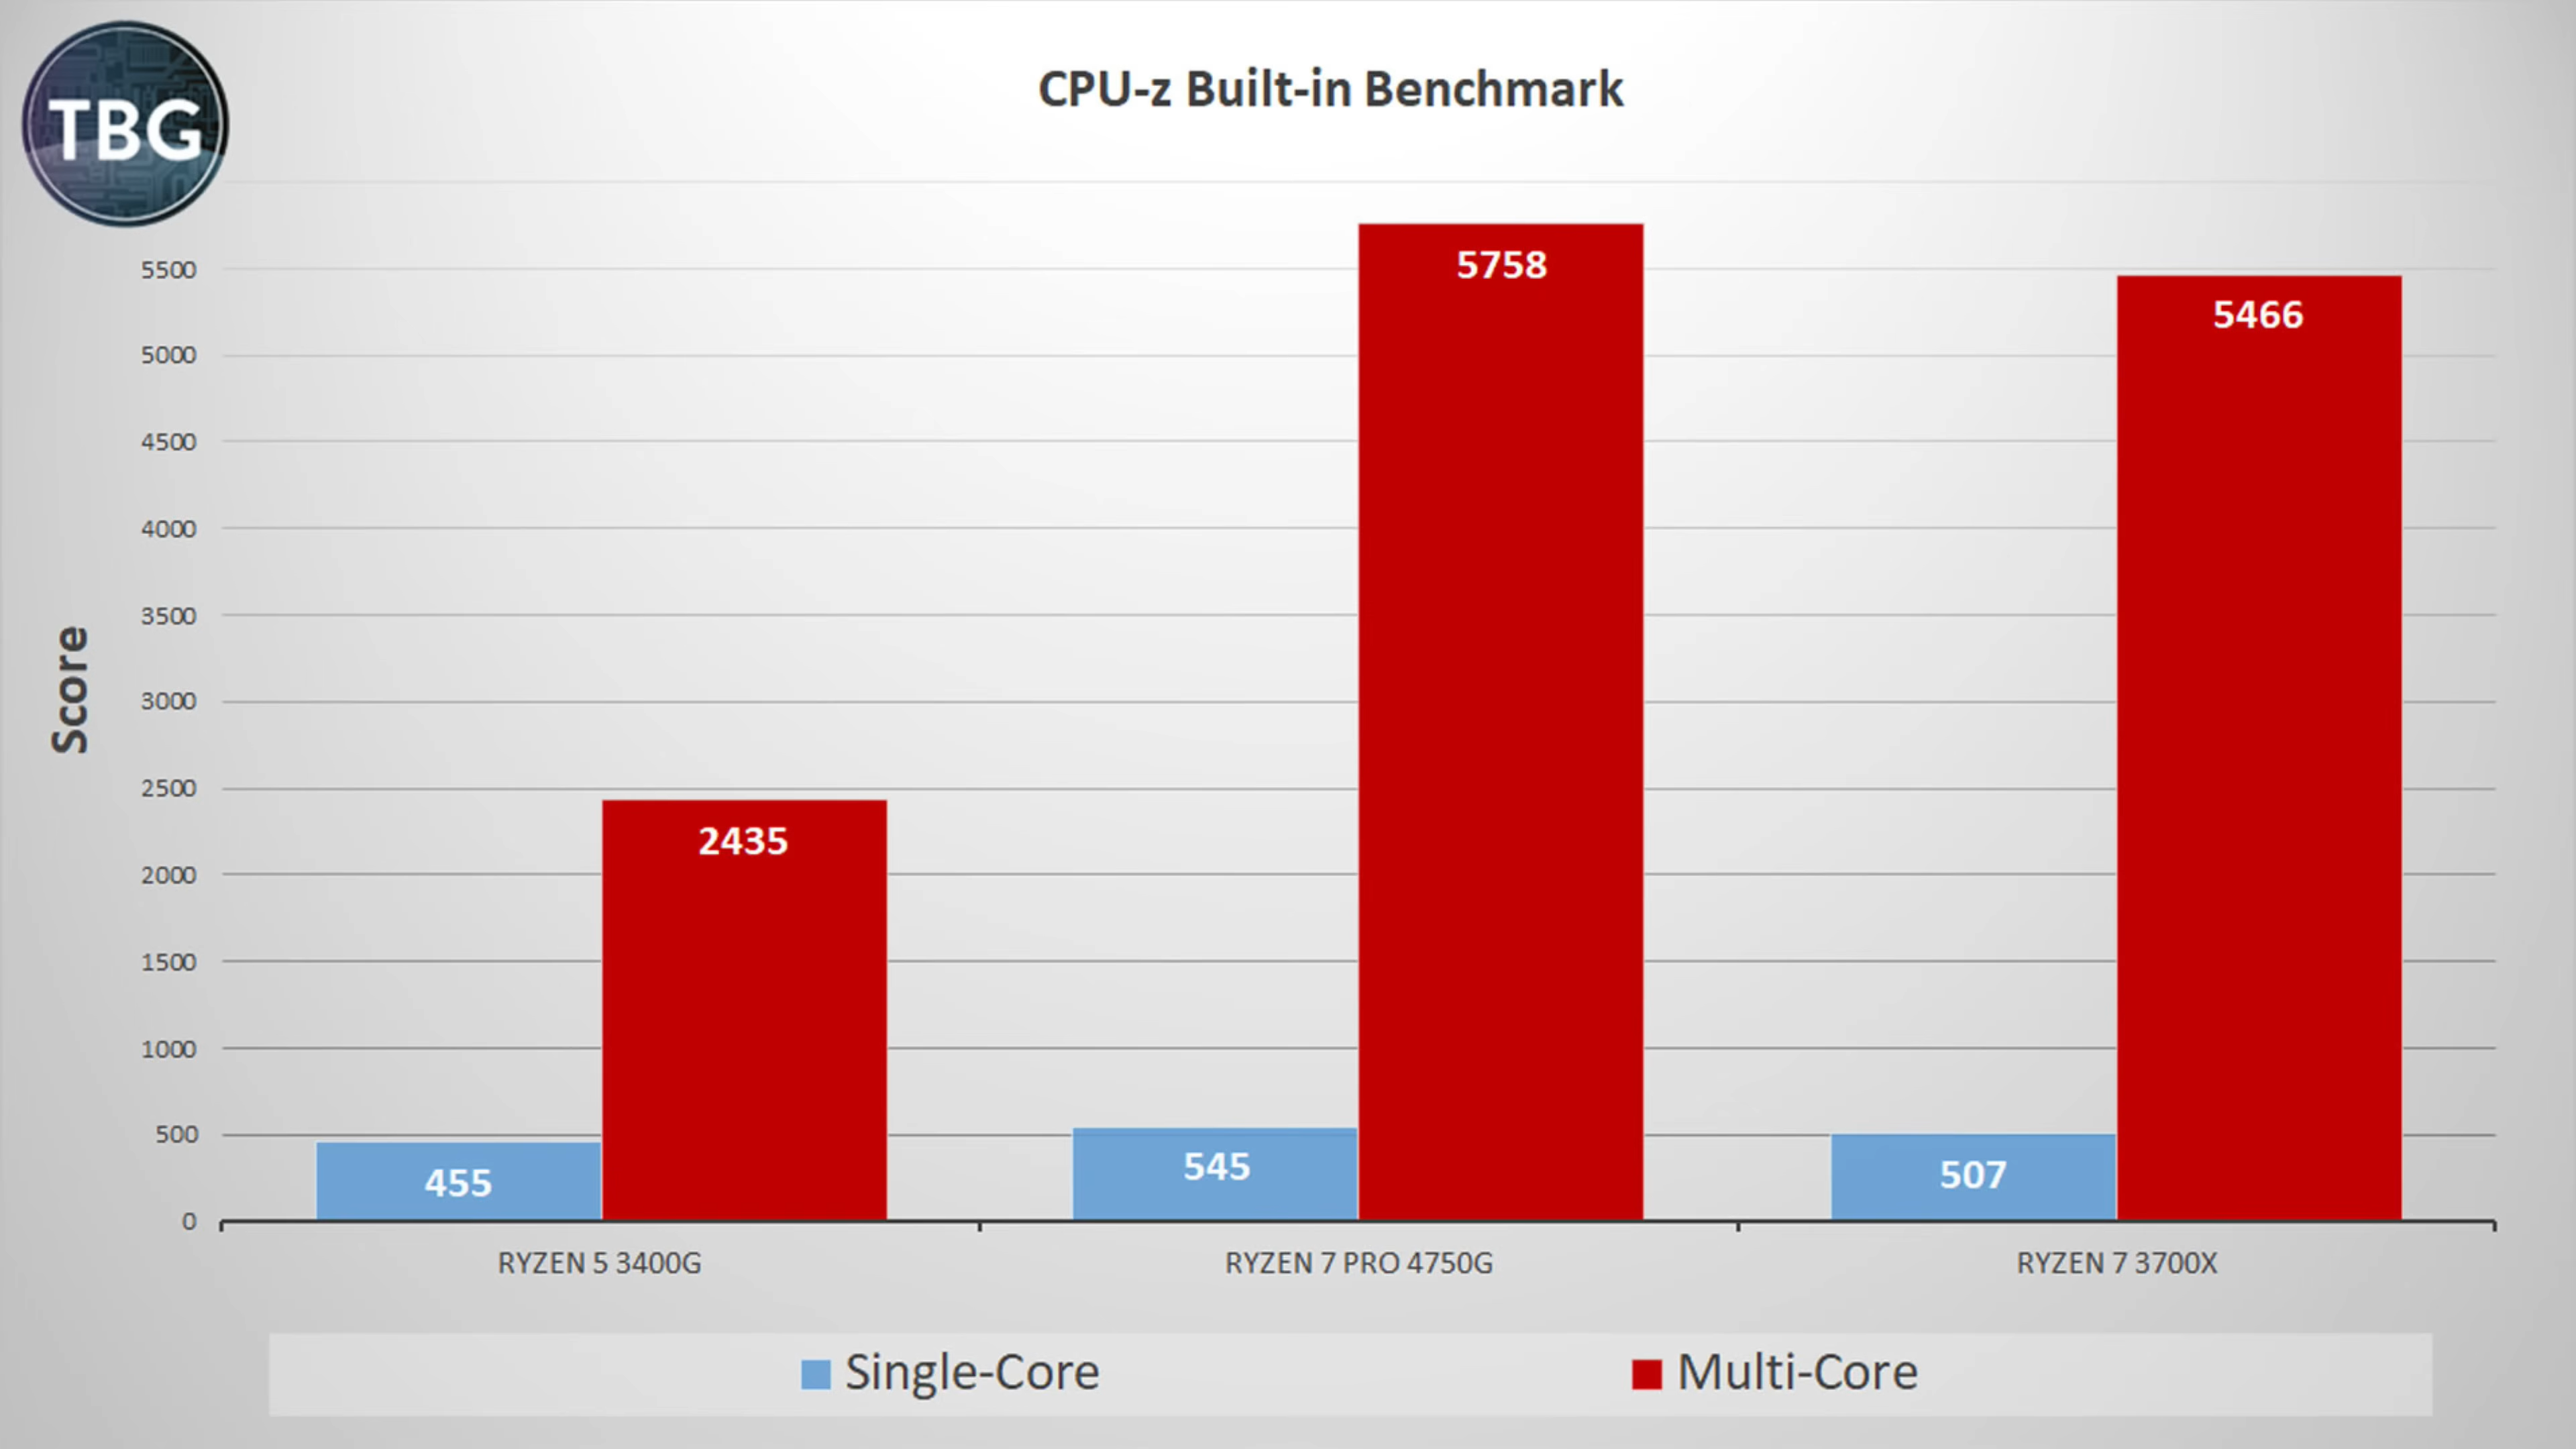 TBG
CPU-z Built-in Benchmark
Score
5500
5000
4500
4000
3500
3000
2500
2000
1500
1000
500
0
455
2435
545
5758
507
5466
RYZEN 5 3400G
RYZEN 7 PRO 4750G
RYZEN 7 3700X
Single-Core
Multi-Core